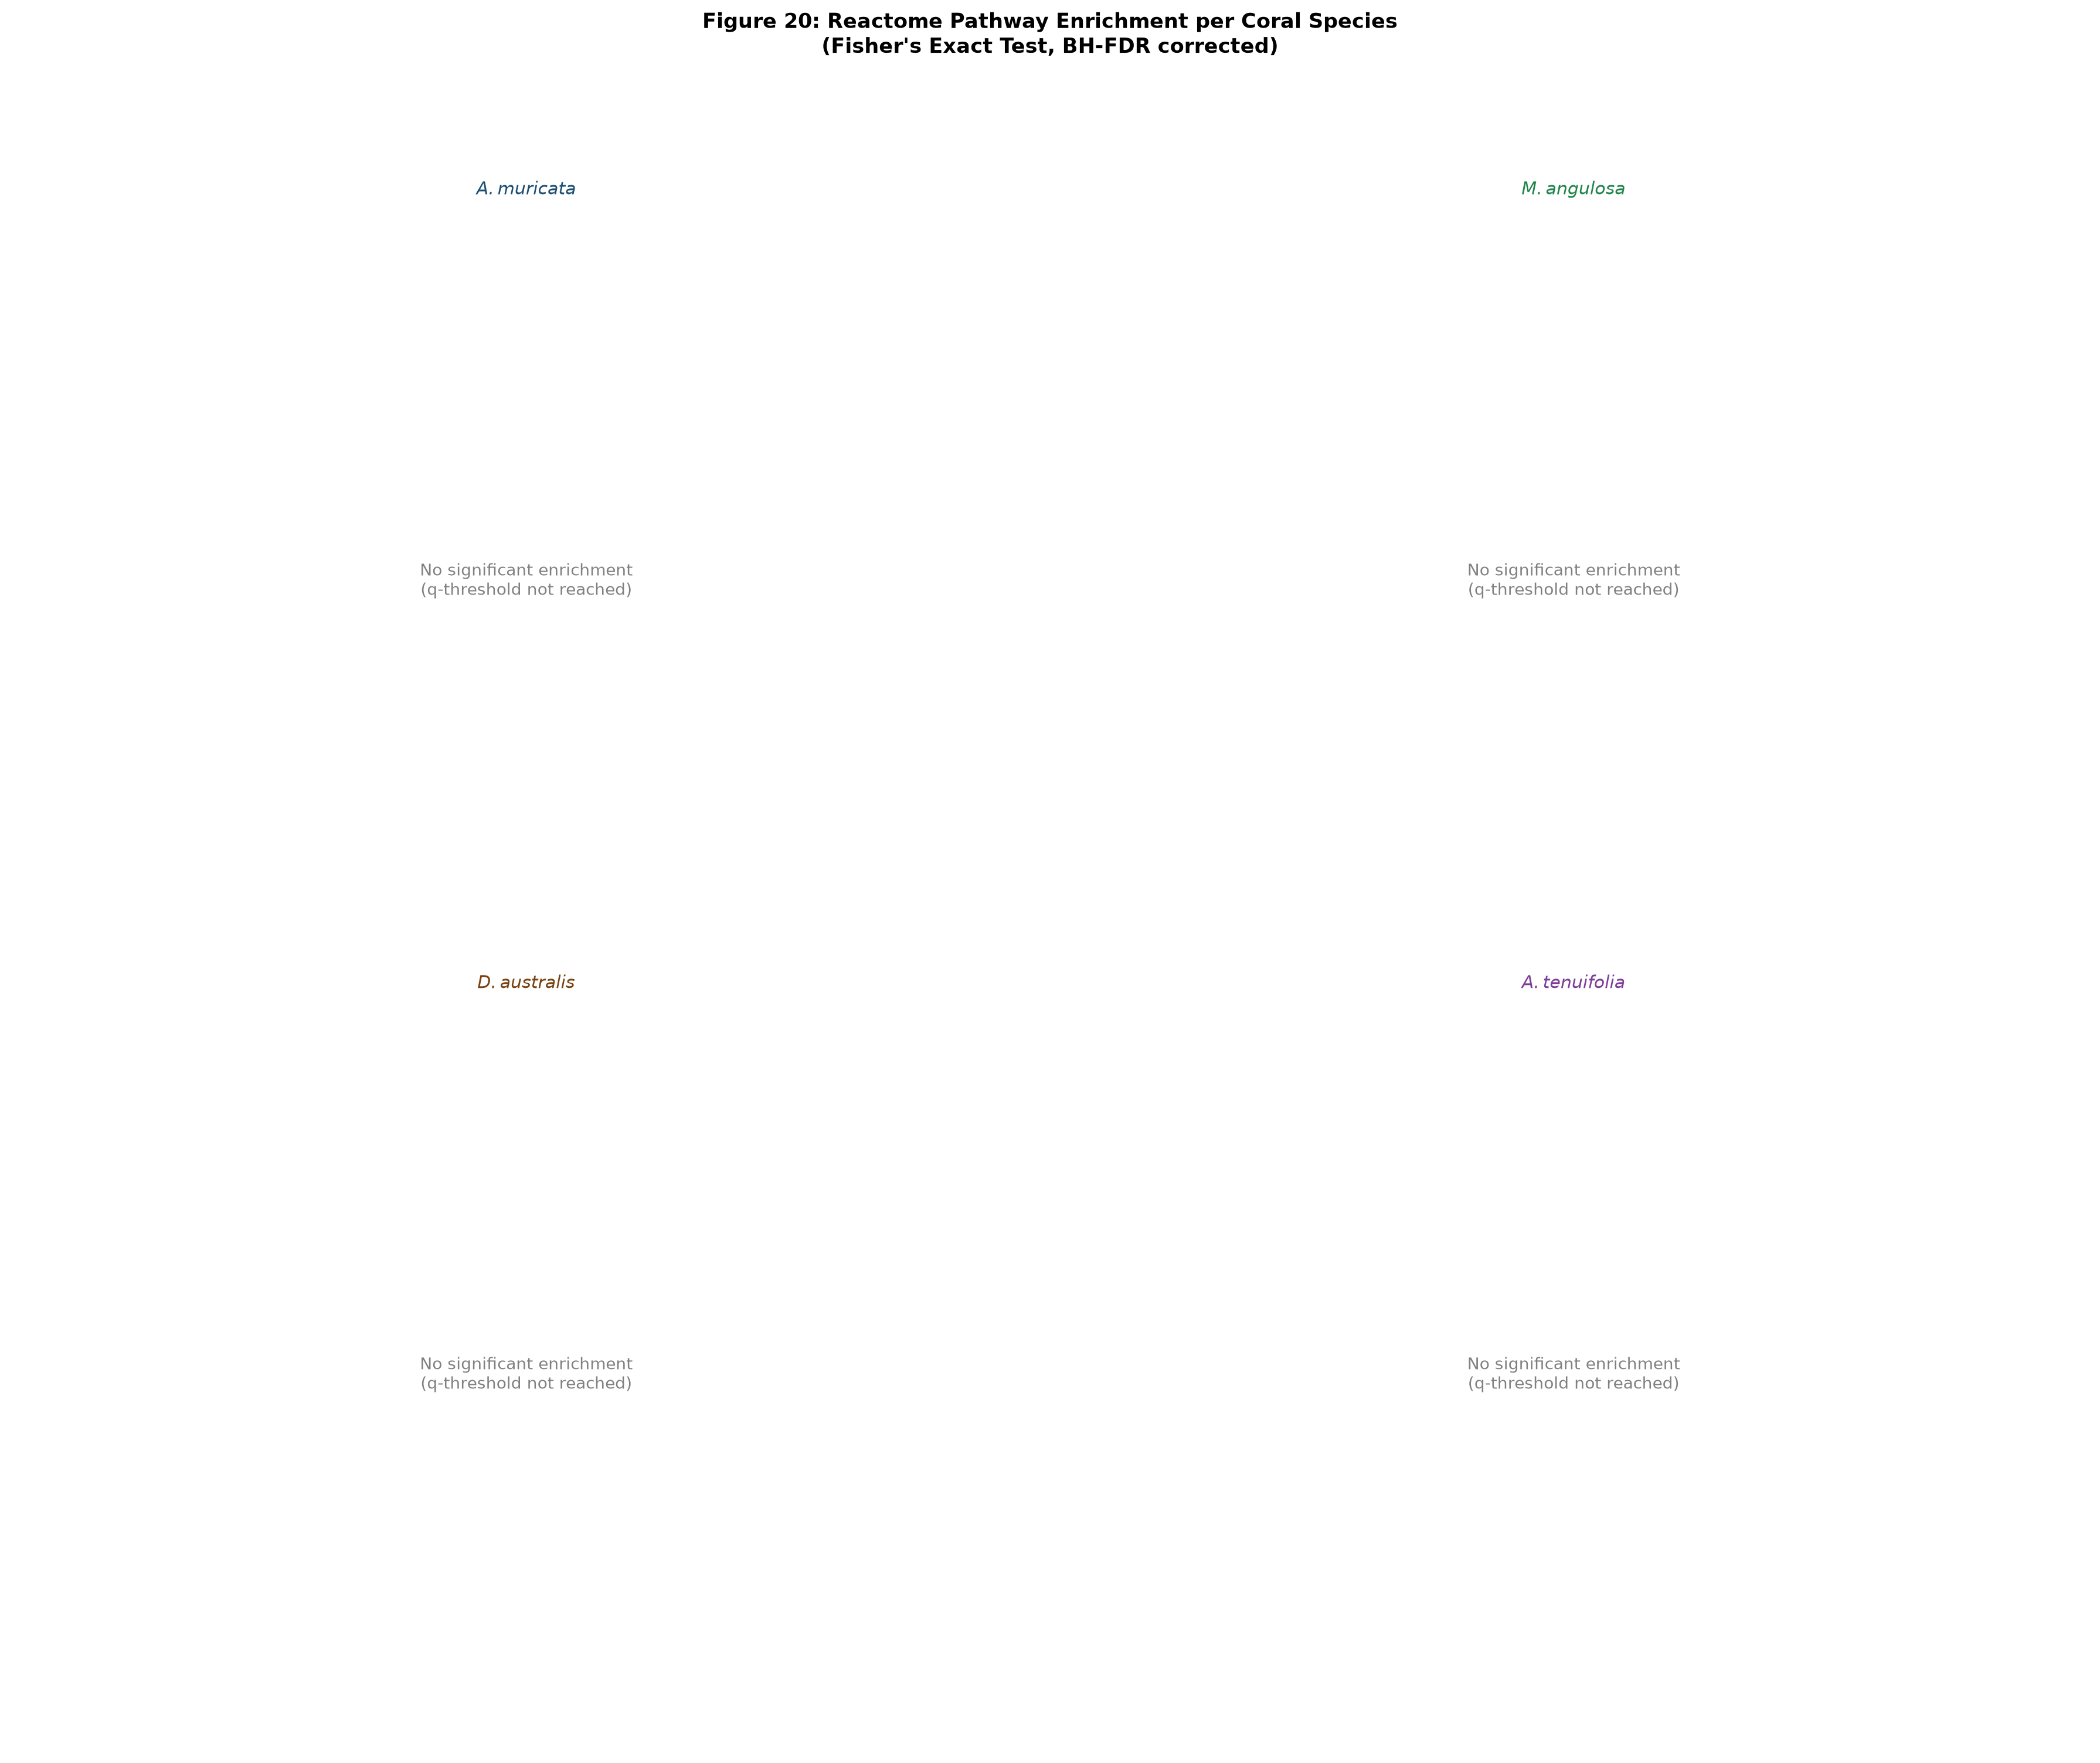 Figure 20: Reactome Pathway Enrichment per Coral Species
(Fisher's Exact Test, BH-FDR corrected)
A. muricata
M. angulosa
No significant enrichment
(q-threshold not reached)
No significant enrichment
(q-threshold not reached)
D. australis
A. tenuifolia
No significant enrichment
(q-threshold not reached)
No significant enrichment
(q-threshold not reached)